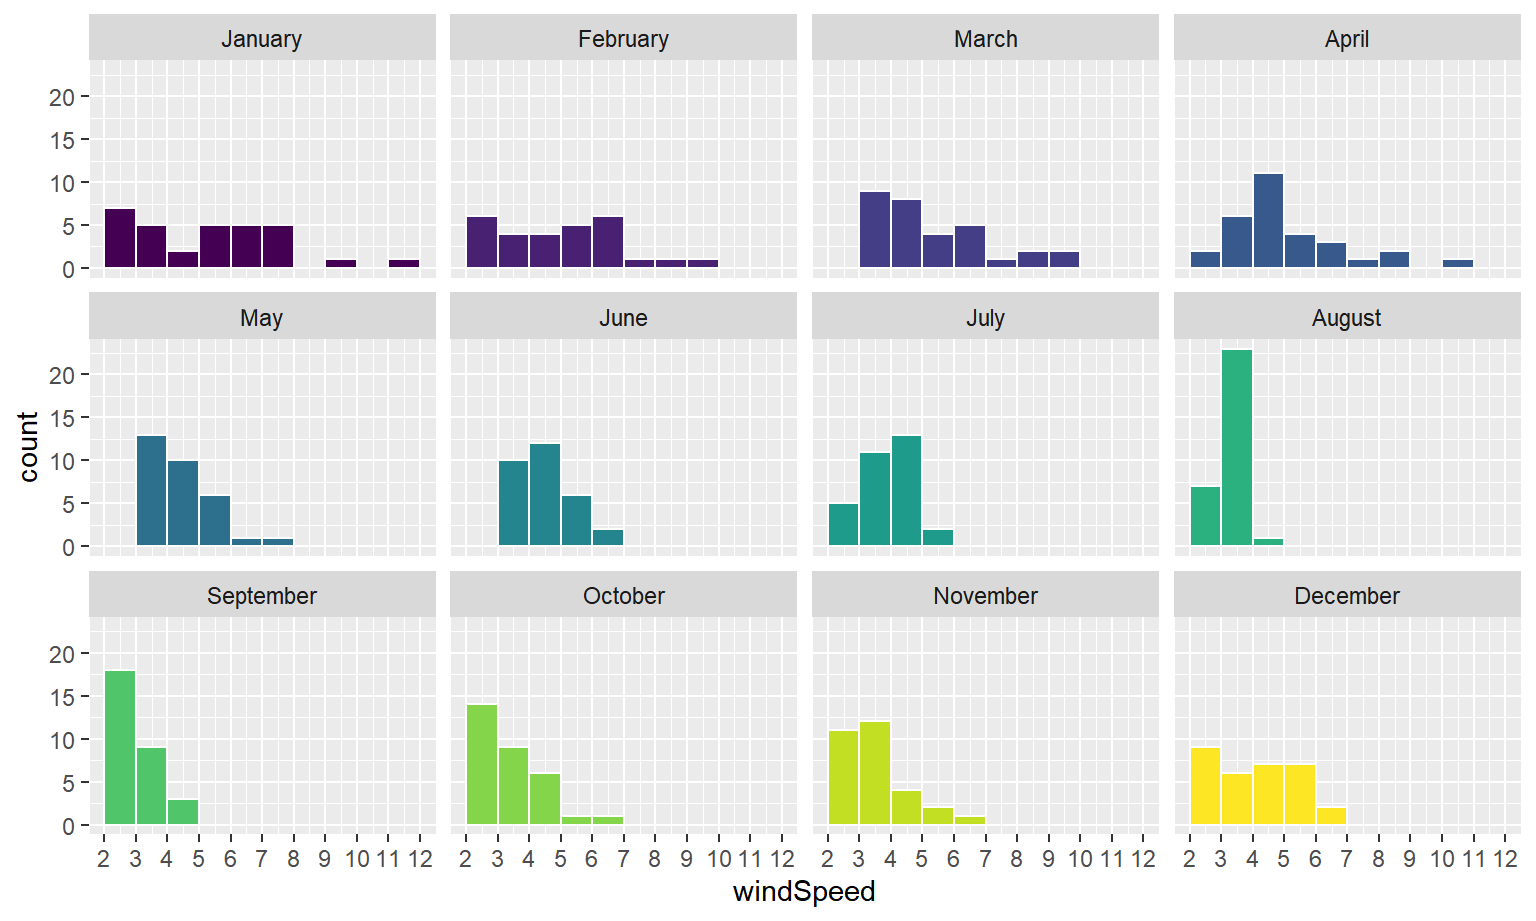 January February March April
20
15
10
5
0
May June July August
20
15
10
5
0
count
September October November December
20
15
10
5
0
2 3 4 5 6 7 8 9 10 11 12 2 3 4 5 6 7 8 9 10 11 12 2 3 4 5 6 7 8 9 10 11 12 2 3 4 5 6 7 8 9 10 11 12
windSpeed